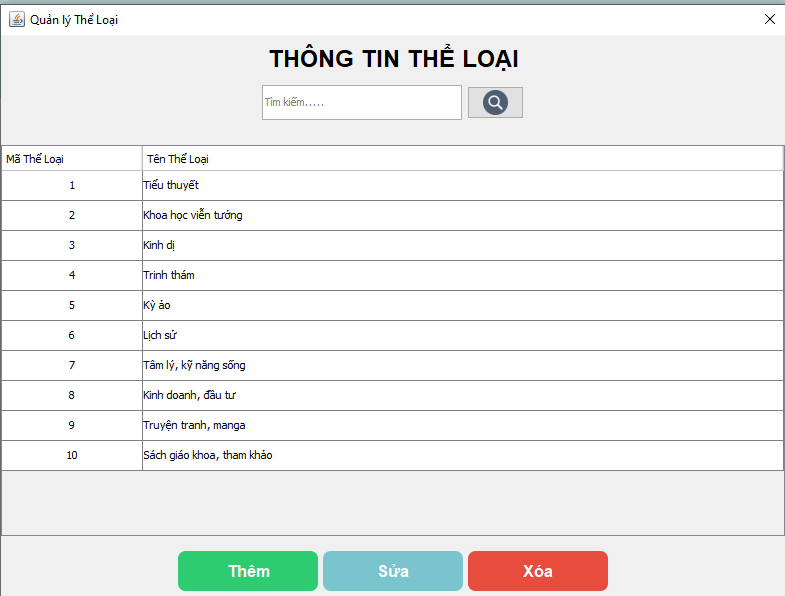 Quản lý Thể Loại
THÔNG TIN THỂ LOẠI
Tìm kiếm.....
Mã Thể Loại Tên Thể Loại
1 Tiểu thuyết
2 Khoa học viễn tưởng
3 Kinh dị
4 Trinh thám
5 Kỳ ảo
6 Lịch sử
7 Tâm lý, kỹ năng sống
8 Kinh doanh, đầu tư
9 Truyện tranh, manga
10 Sách giáo khoa, tham khảo
Thêm Sửa Xóa